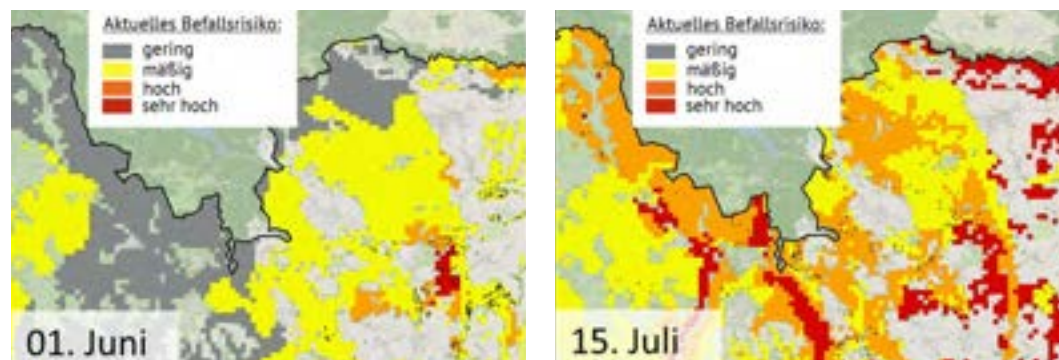 Aktuelles Befallsrisiko:
gering
mäßig
hoch
sehr hoch
01. Juni
Aktuelles Befallsrisiko:
gering
mäßig
hoch
sehr hoch
15. Juli